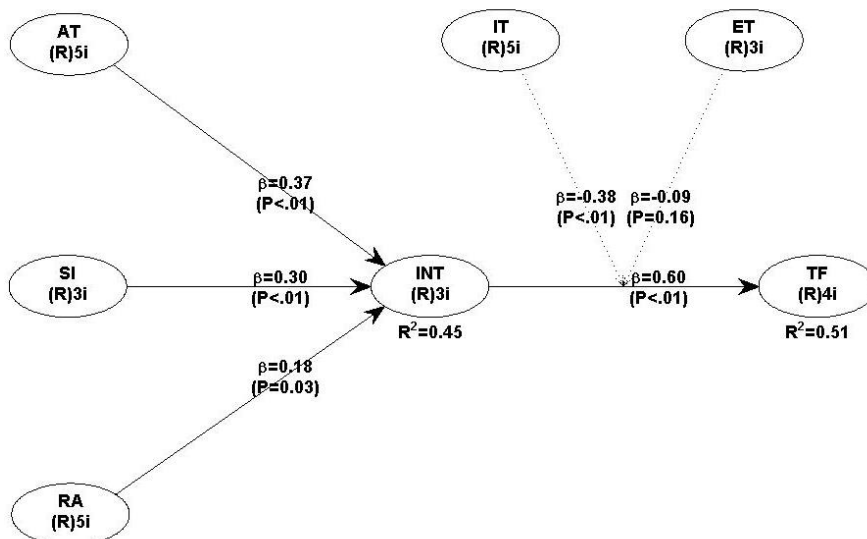 AT
(R)5i
IT
(R)5i
ET
(R)3i
β=0.37
(P<.01)
β=-0.38
(P<.01)
β=-0.09
(P=0.16)
SI
(R)3i
β=0.30
(P<.01)
INT
(R)3i
R²=0.45
β=0.60
(P<.01)
TF
(R)4i
R²=0.51
β=0.18
(P=0.03)
RA
(R)5i